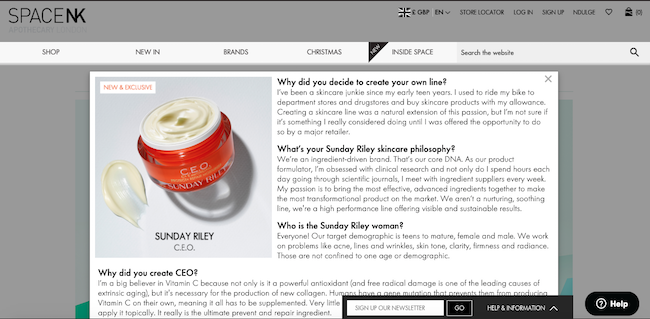 SPACENK
APOTHECARY LONDON
£ GBP EN STORE LOCATOR LOG IN SIGN UP NDULGE (0)
SHOP NEW IN BRANDS CHRISTMAS NEW INSIDE SPACE Search the website
NEW & EXCLUSIVE
C.E.O.
SUNDAY RILEY
SUNDAY RILEY
C.E.O.
Why did you decide to create your own line?
I've been a skincare junkie since my early teen years. I used to ride my bike to
department stores and drugstores and buy skincare products with my allowance.
Creating a skincare line was a natural extension of this passion, but I'm not sure if
it's something I really considered doing until I was offered the opportunity to do
so by a major retailer.
What's your Sunday Riley skincare philosophy?
We're an ingredient-driven brand. That's our core DNA. As our product
formulator, I'm obsessed with clinical research and not only do I spend hours each
day going through scientific journals, I meet with ingredient suppliers every week.
My passion is to bring the most effective, advanced ingredients together to make
the most transformational product on the market. We aren't a nurturing, soothing
line, we're a high performance line offering visible and sustainable results.
Who is the Sunday Riley woman?
Everyone! Our target demographic is teens to mature, female and male. We work
on problems like acne, lines and wrinkles, skin tone, clarity, firmness and radiance.
Those are not confined to one age or demographic.
Why did you create CEO?
I'm a big believer in Vitamin C because not only is it a powerful antioxidant (and free radical damage is one of the leading causes of
extrinsic aging), but it's necessary for the production of new collagen. Humans have a gene mutation that prevents them from producing
Vitamin C on their own, meaning it all has to be supplemented. Very little
apply it topically. It really is the ultimate prevent and repair ingredient.
SIGN UP OUR NEWSLETTER GO HELP & INFORMATION
Help